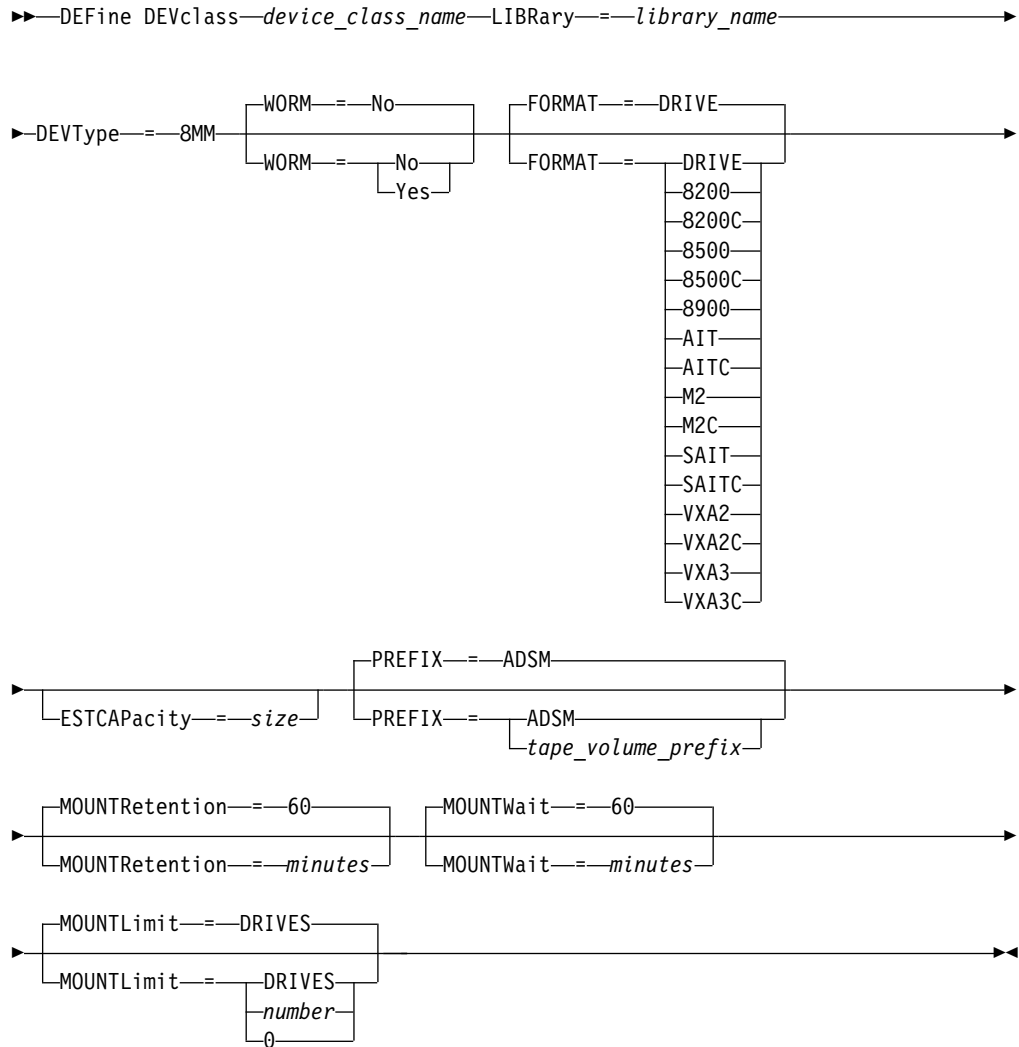 DEFine DEVclass device_class_name LIBRary = library_name
WORM = No FORMAT = DRIVE
DEVType = 8MM
WORM = No FORMAT = DRIVE
Yes 8200
8200C
8500
8500C
8900
AIT
AITC
M2
M2C
SAIT
SAITC
VXA2
VXA2C
VXA3
VXA3C
PREFIX = ADSM
ESTCAPacity = size PREFIX = ADSM
tape_volume_prefix
MOUNTRetention = 60 MOUNTWait = 60
MOUNTRetention = minutes MOUNTWait = minutes
MOUNTLimit = DRIVES
MOUNTLimit = DRIVES
number
0